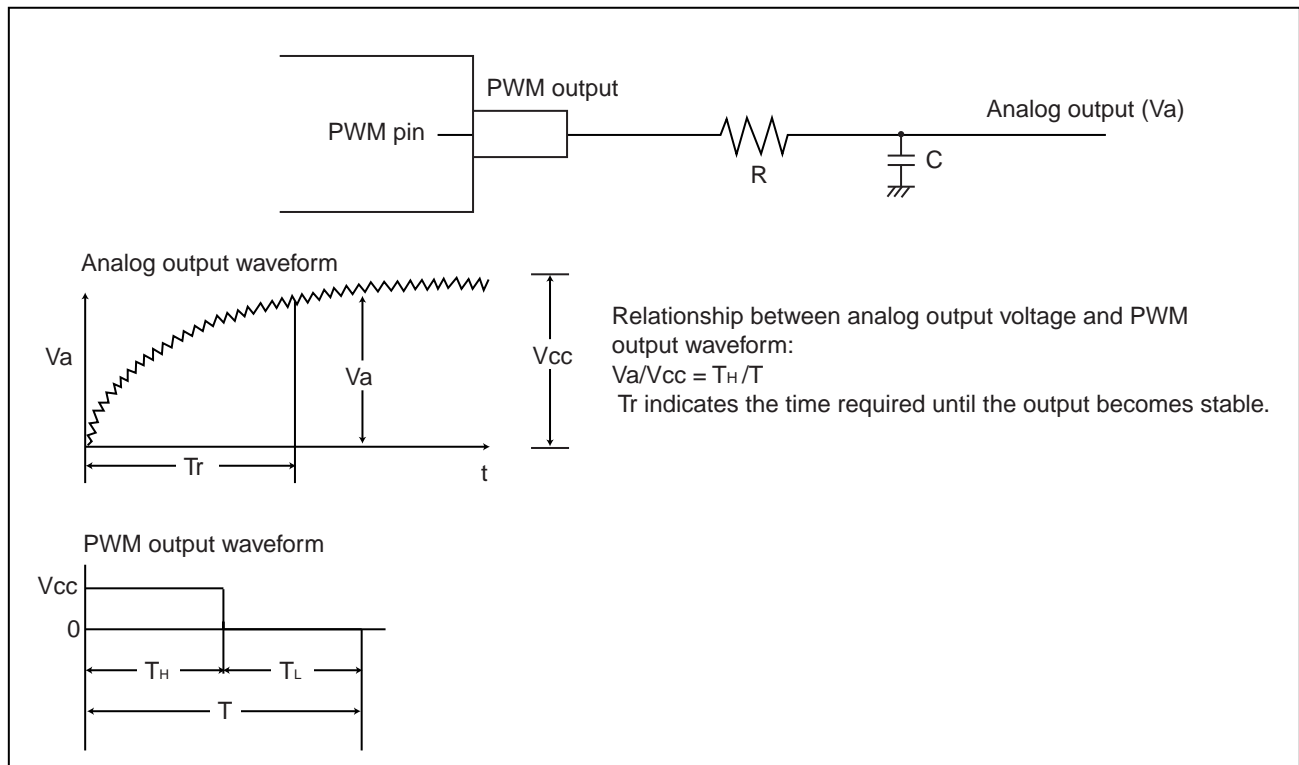 PWM output
PWM pin
Analog output (Va)
R
C
Analog output waveform
Va
Va
Vcc
Tr
t
Relationship between analog output voltage and PWM
output waveform:
Va/Vcc = TH/T
Tr indicates the time required until the output becomes stable.
PWM output waveform
Vcc
0
TH
TL
T